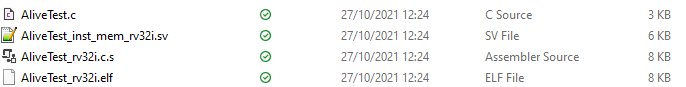 AliveTest.c 27/10/2021 12:24 C Source 3 KB
AliveTest_inst_mem_rv32i.sv 27/10/2021 12:24 SV File 6 KB
AliveTest_rv32i.c.s 27/10/2021 12:24 Assembler Source 8 KB
AliveTest_rv32i.elf 27/10/2021 12:24 ELF File 8 KB